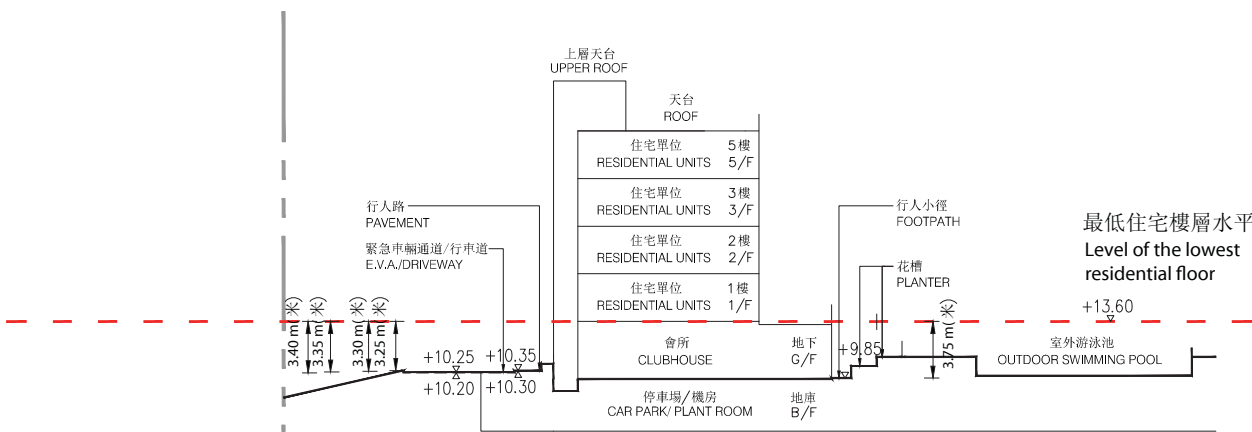 上層天台
UPPER ROOF
天台
ROOF
住宅單位 5樓
RESIDENTIAL UNITS 5/F
住宅單位 3樓
RESIDENTIAL UNITS 3/F
住宅單位 2樓
RESIDENTIAL UNITS 2/F
住宅單位 1樓
RESIDENTIAL UNITS 1/F
行人路
PAVEMENT
緊急車輛通道/行車道
E.V.A./DRIVEWAY
行人小徑
FOOTPATH
花槽
PLANTER
最低住宅樓層水平
Level of the lowest
residential floor
+13.60
3.40 m(米)
3.35 m(米)
3.30 m(米)
3.25 m(米)
+10.25 +10.35
+10.20 +10.30
會所 地下
CLUBHOUSE G/F
+9.85
3.75 m(米)
室外游泳池
OUTDOOR SWIMMING POOL
停車場/機房 地庫
CAR PARK/ PLANT ROOM B/F